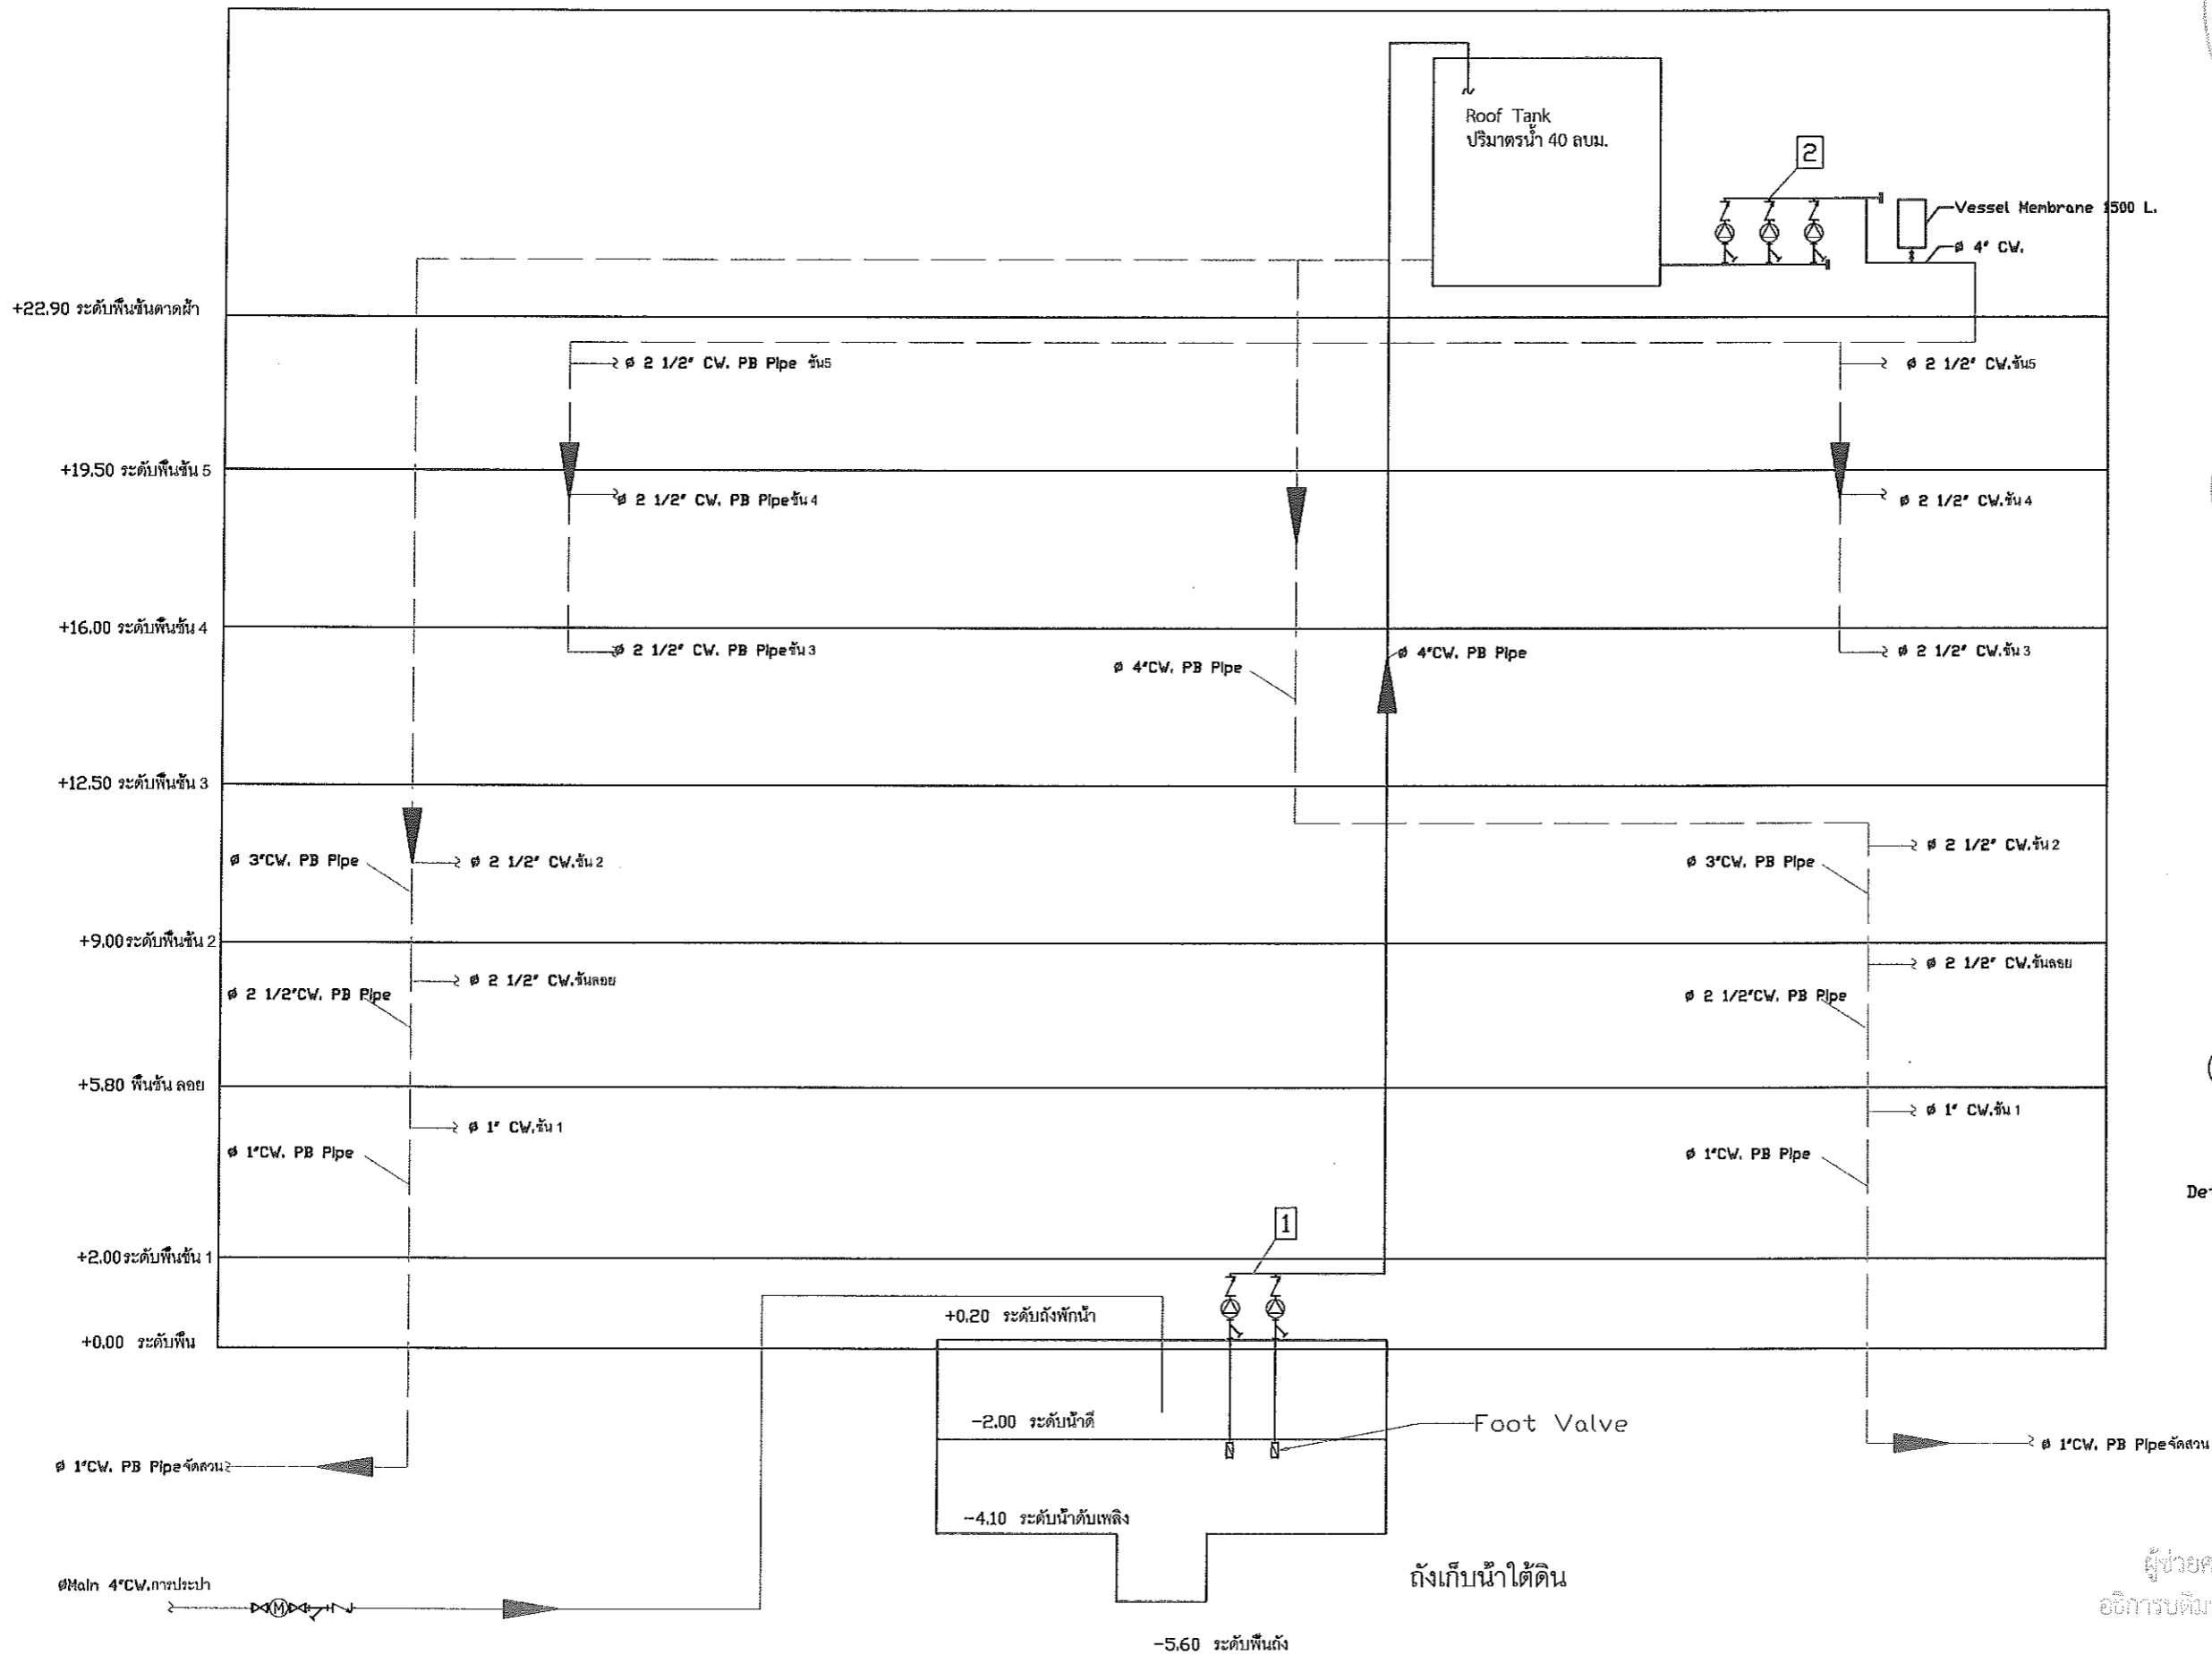 Roof Tank
ปริมาตรน้ำ 40 ลบม.
2
Vessel Membrane 1500 L.
ø 4" CW.
+22.90 ระดับพื้นชั้นดาดฟ้า
ø 2 1/2" CW. PB Pipe ชั้น5
ø 2 1/2" CW.ชั้น5
+19.50 ระดับพื้นชั้น 5
ø 2 1/2" CW. PB Pipeชั้น 4
ø 2 1/2" CW.ชั้น 4
+16.00 ระดับพื้นชั้น 4
ø 2 1/2" CW. PB Pipeชั้น 3
ø 4"CW. PB Pipe
ø 4"CW. PB Pipe
ø 2 1/2" CW.ชั้น 3
+12.50 ระดับพื้นชั้น 3
ø 3"CW. PB Pipe
ø 2 1/2" CW.ชั้น 2
ø 3"CW. PB Pipe
ø 2 1/2" CW.ชั้น 2
+9.00ระดับพื้นชั้น 2
ø 2 1/2"CW. PB Pipe
ø 2 1/2" CW.ชั้นลอย
ø 2 1/2"CW. PB Pipe
ø 2 1/2" CW.ชั้นลอย
+5.80 พื้นชั้น ลอย
ø 1"CW. PB Pipe
ø 1" CW.ชั้น 1
ø 1"CW. PB Pipe
ø 1" CW.ชั้น 1
1
+2.00ระดับพื้นชั้น 1
+0.20 ระดับถังพักน้ำ
+0.00 ระดับพื้น
-2.00 ระดับน้ำดี
Foot Valve
ø 1"CW. PB Pipeจัดสวน
ø 1"CW. PB Pipeจัดสวน
-4.10 ระดับน้ำดับเพลิง
ถังเก็บน้ำใต้ดิน
øMain 4"CW.การประปา
M
-5.60 ระดับพื้นถัง